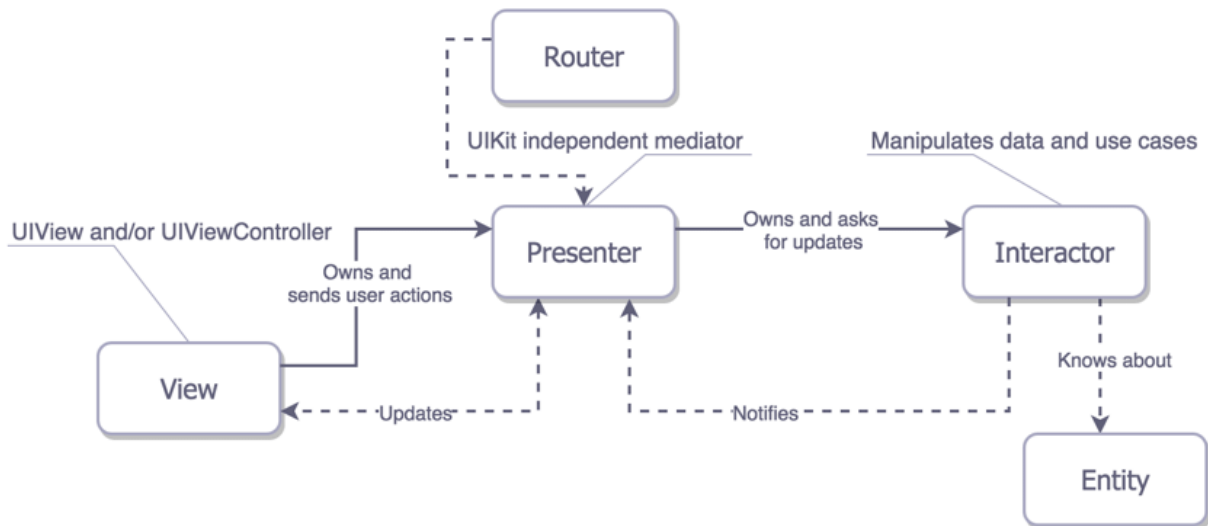 Router
UIKit independent mediator
Manipulates data and use cases
UIView and/or UIViewController
Presenter
Owns and asks
for updates
Interactor
Owns and
sends user actions
View
Updates
Notifies
Knows about
Entity